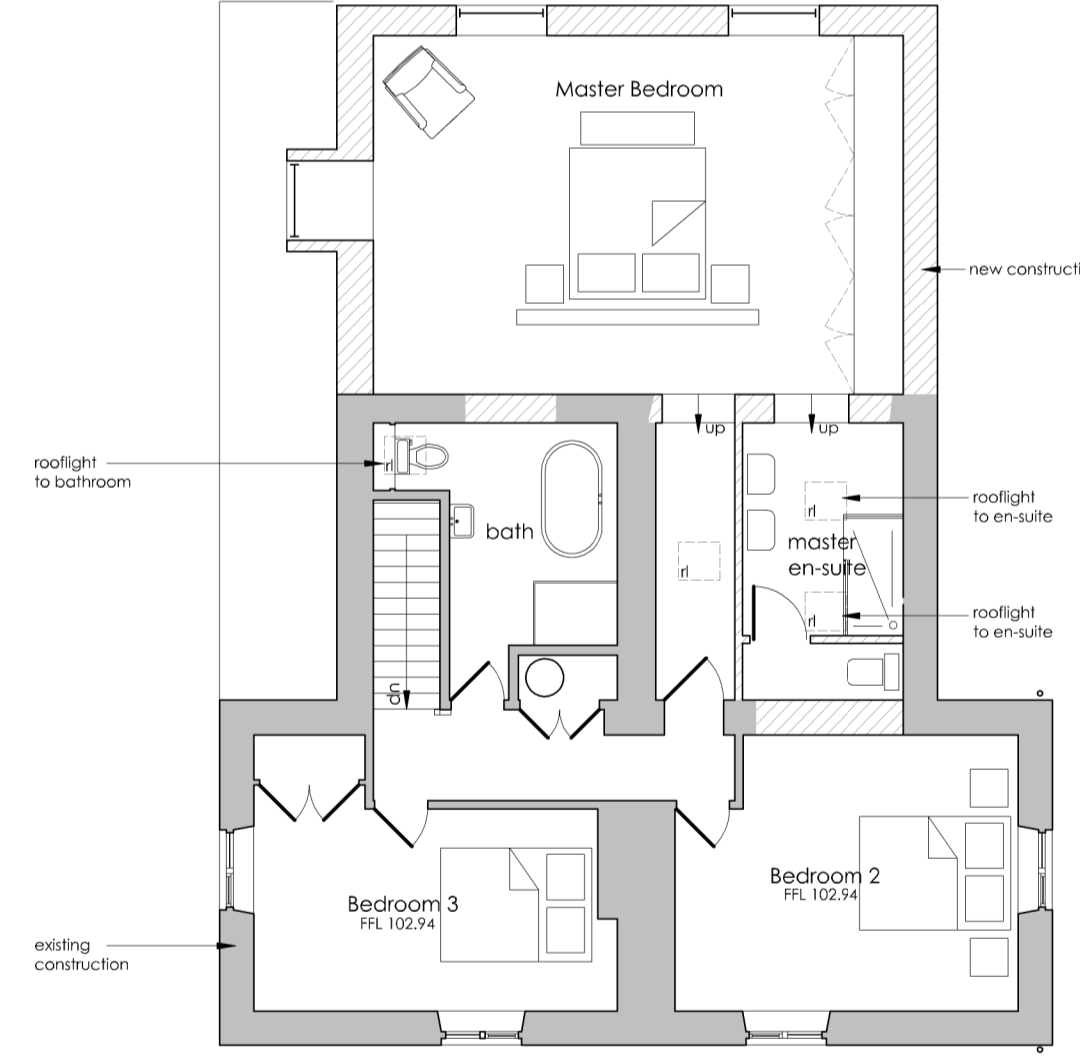 Master Bedroom
new constructi
up
up
rooflight
to bathroom
rl
bath
rl
rooflight
to en-suite
master
en-suite
rl
rl
rooflight
to en-suite
dn
Bedroom 2
FFL 102.94
Bedroom 3
FFL 102.94
existing
construction